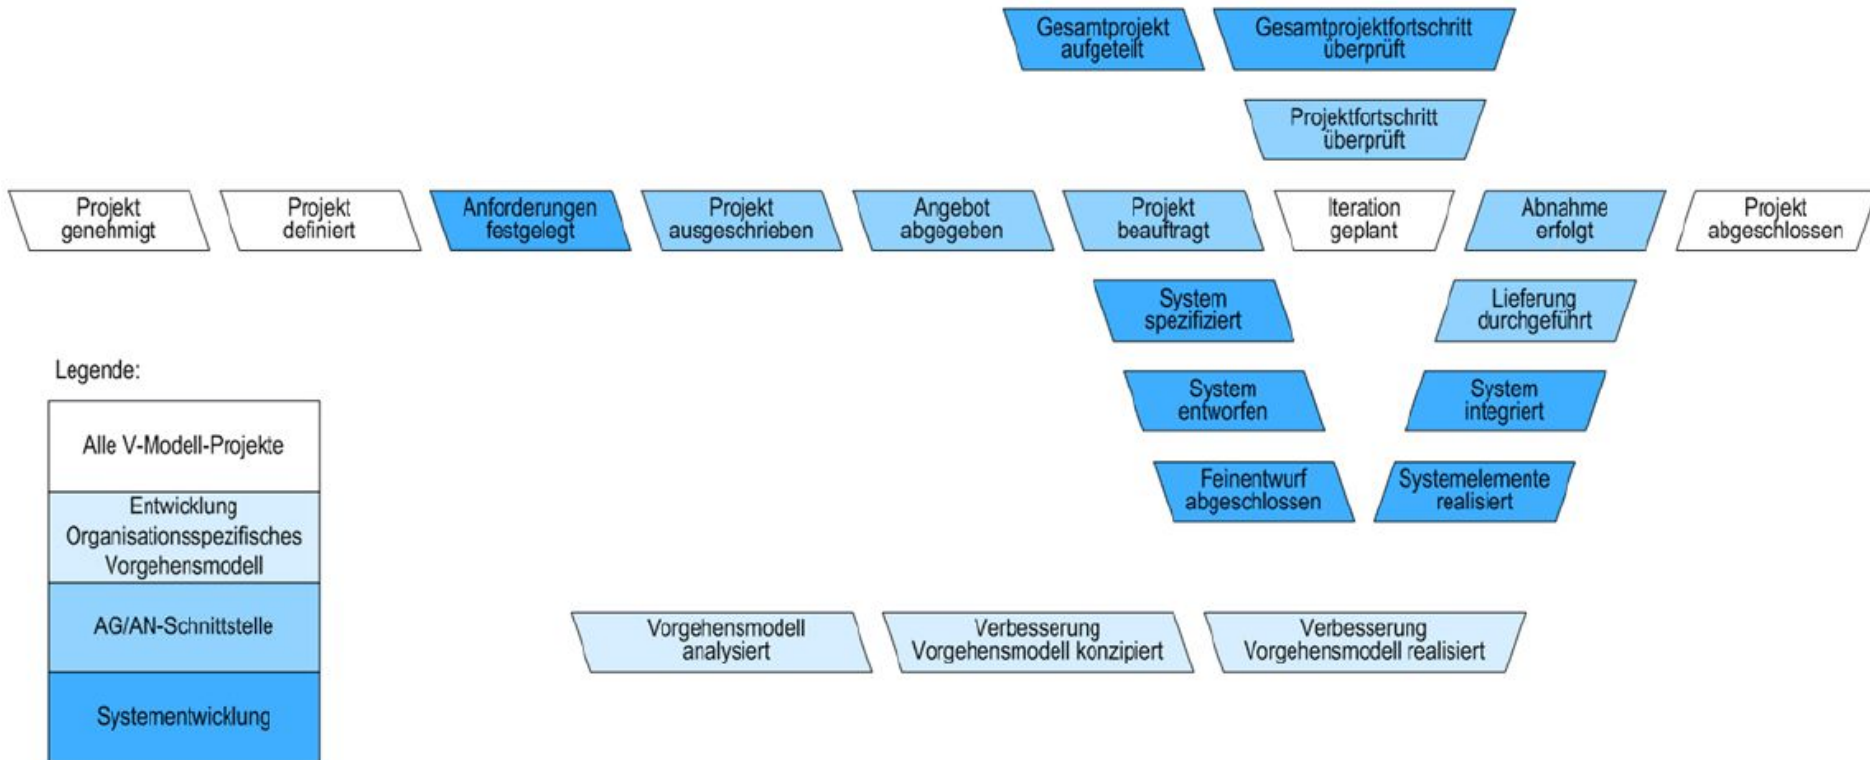 Gesamtprojekt
aufgeteilt
Gesamtprojektfortschritt
überprüft
Projektfortschritt
überprüft
Projekt
genehmigt
Projekt
definiert
Anforderungen
festgelegt
Projekt
ausgeschrieben
Angebot
abgegeben
Projekt
beauftragt
Iteration
geplant
Abnahme
erfolgt
Projekt
abgeschlossen
System
spezifiziert
Lieferung
durchgeführt
System
entworfen
System
integriert
Feinentwurf
abgeschlossen
Systemelemente
realisiert
Legende:
Alle V-Modell-Projekte
Entwicklung
Organisationsspezifisches
Vorgehensmodell
AG/AN-Schnittstelle
Systementwicklung
Vorgehensmodell
analysiert
Verbesserung
Vorgehensmodell konzipiert
Verbesserung
Vorgehensmodell realisiert